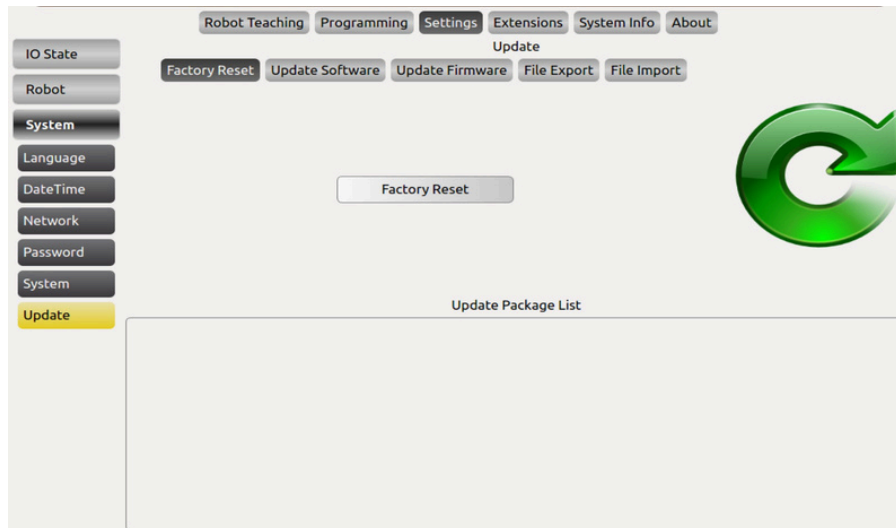 Robot Teaching Programming Settings Extensions System Info About
Update
Factory Reset Update Software Update Firmware File Export File Import
IO State
Robot
System
Language
DateTime
Network
Password
System
Update
Factory Reset
Update Package List